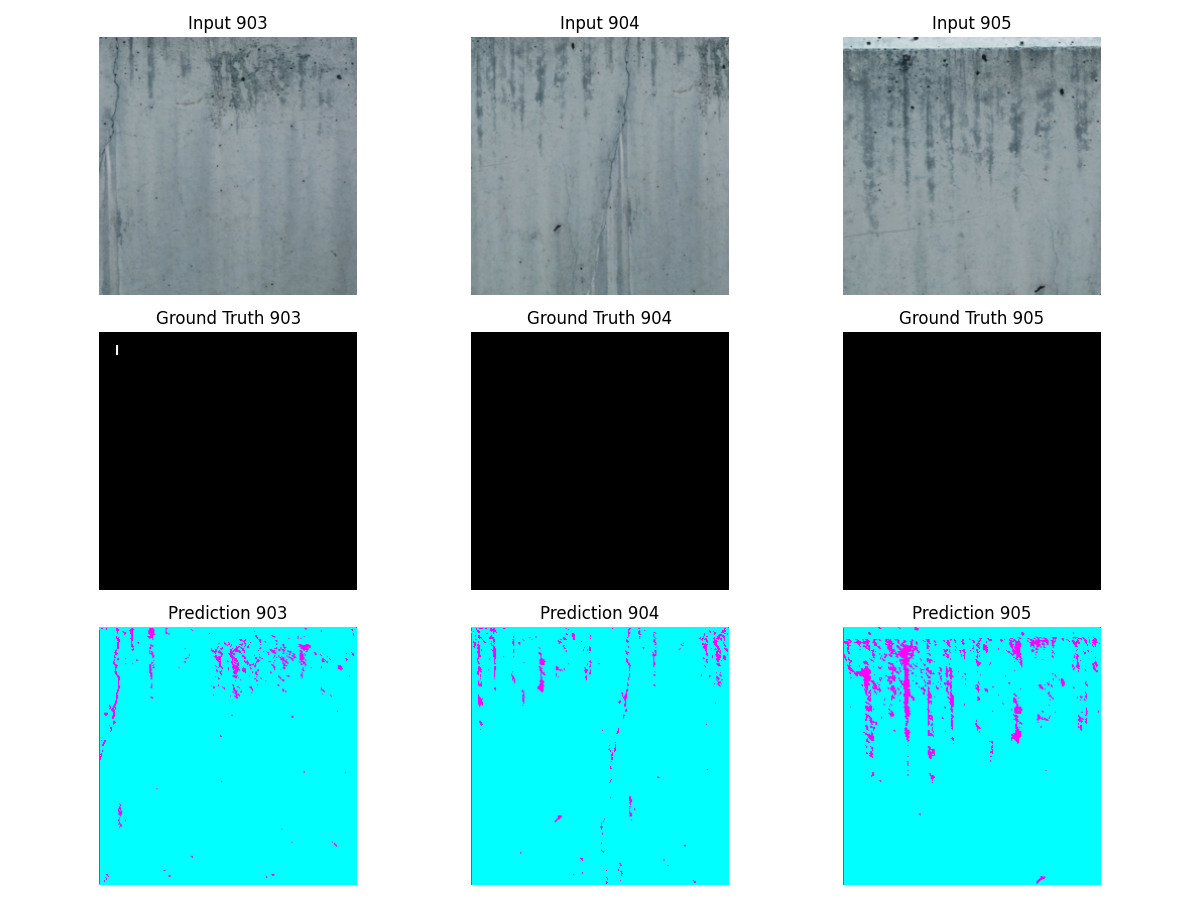 Input 903
Input 904
Input 905
Ground Truth 903
Ground Truth 904
Ground Truth 905
Prediction 903
Prediction 904
Prediction 905